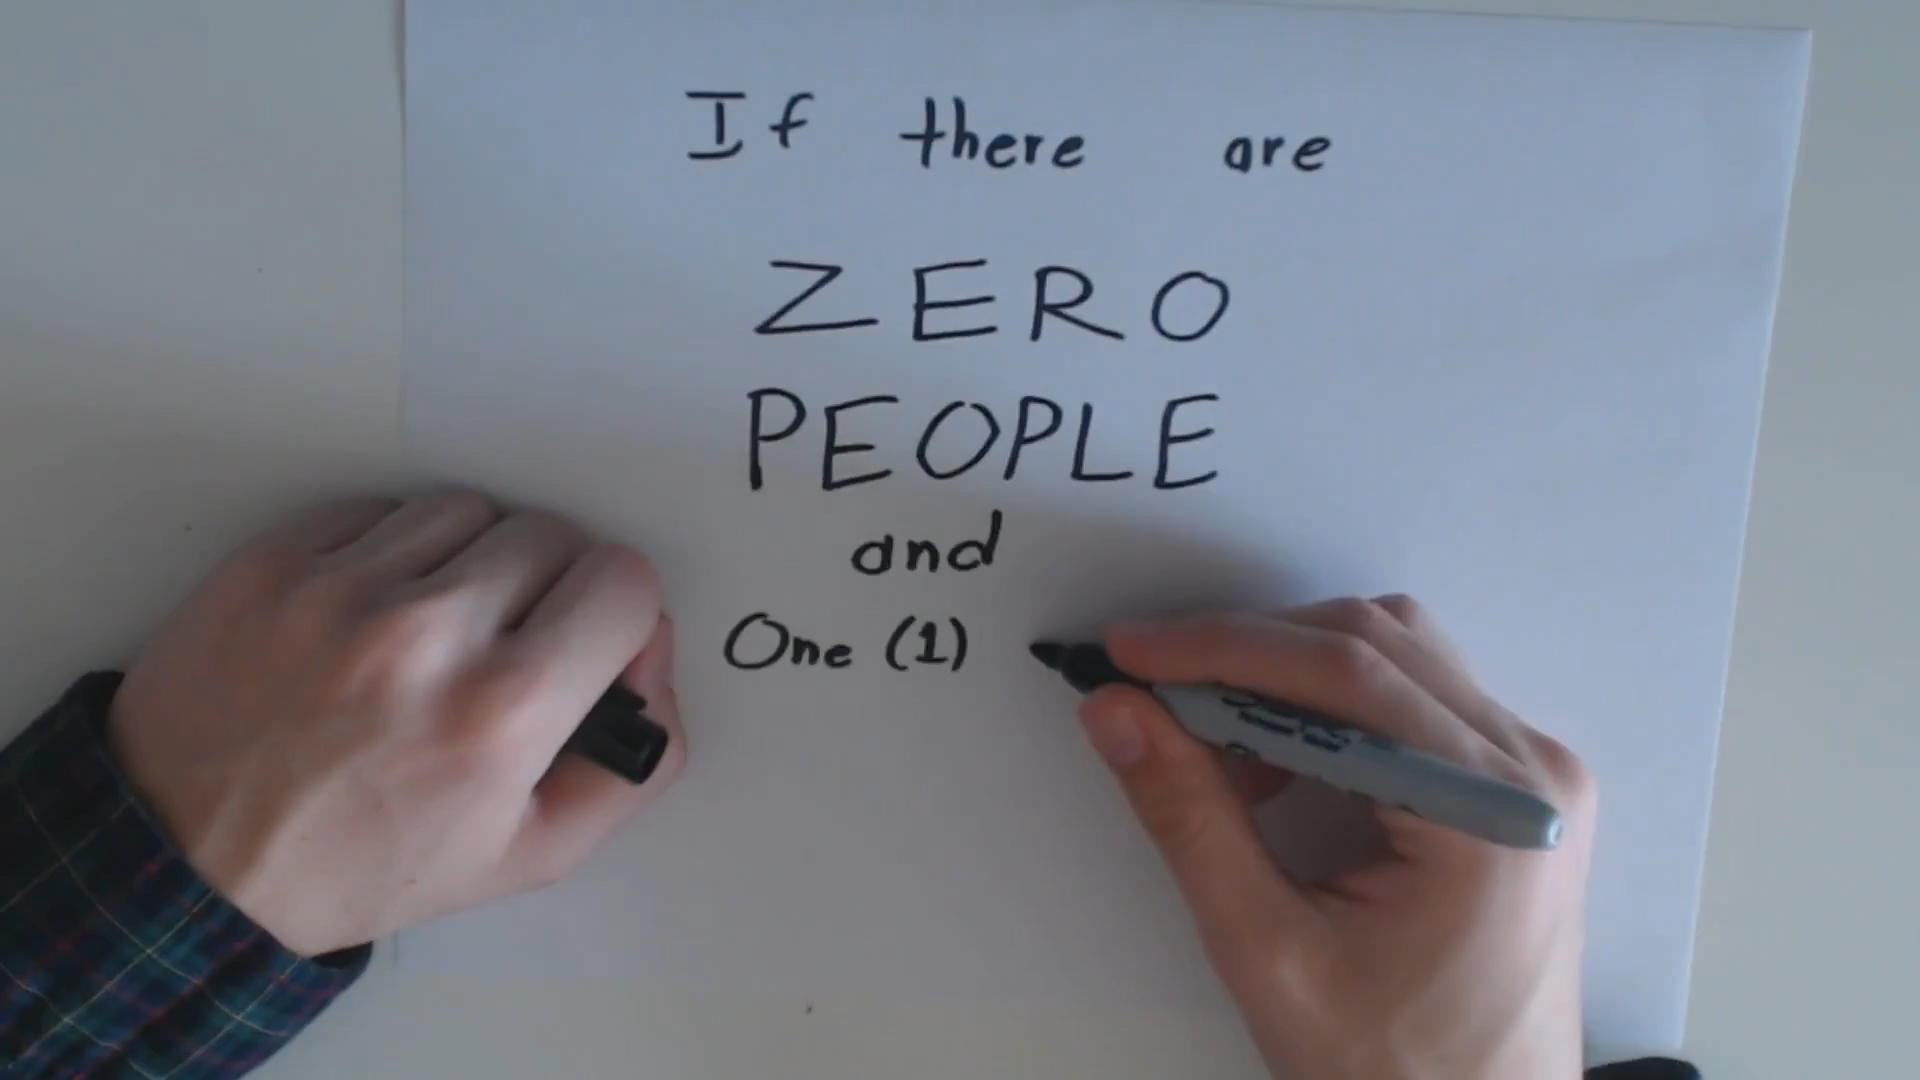 If there are
ZERO
PEOPLE
and
One (1)